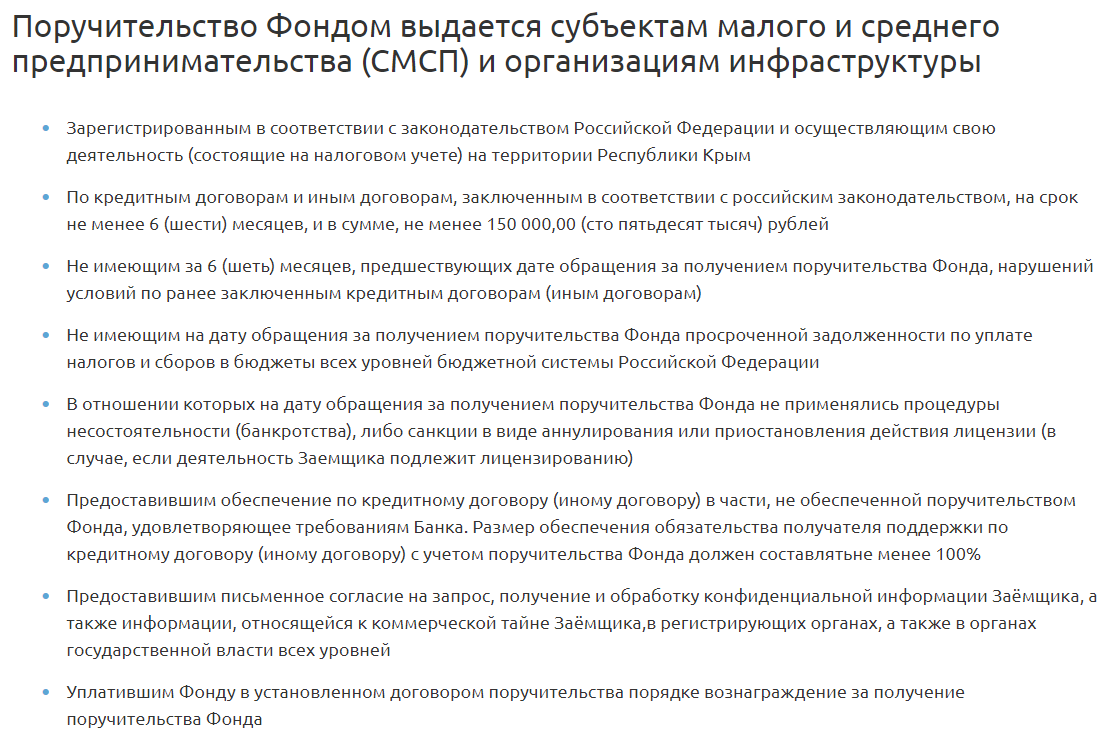 Поручительство Фондом выдается субъектам малого и среднего
предпринимательства (СМСП) и организациям инфраструктуры
Зарегистрированным в соответствии с законодательством Российской Федерации и осуществляющим свою
деятельность (состоящие на налоговом учете) на территории Республики Крым
По кредитным договорам и иным договорам, заключенным в соответствии с российским законодательством, на срок
не менее 6 (шести) месяцев, и в сумме, не менее 150 000,00 (сто пятьдесят тысяч) рублей
Не имеющим за 6 (шеть) месяцев, предшествующих дате обращения за получением поручительства Фонда, нарушений
условий по ранее заключенным кредитным договорам (иным договорам)
Не имеющим на дату обращения за получением поручительства Фонда просроченной задолженности по уплате
налогов и сборов в бюджеты всех уровней бюджетной системы Российской Федерации
В отношении которых на дату обращения за получением поручительства Фонда не применялись процедуры
несостоятельности (банкротства), либо санкции в виде аннулирования или приостановления действия лицензии (в
случае, если деятельность Заемщика подлежит лицензированию)
Предоставившим обеспечение по кредитному договору (иному договору) в части, не обеспеченной поручительством
Фонда, удовлетворяющее требованиям Банка. Размер обеспечения обязательства получателя поддержки по
кредитному договору (иному договору) с учетом поручительства Фонда должен составлятьне менее 100%
Предоставившим письменное согласие на запрос, получение и обработку конфиденциальной информации Заёмщика, а
также информации, относящейся к коммерческой тайне Заёмщика,в регистрирующих органах, а также в органах
государственной власти всех уровней
Уплатившим Фонду в установленном договором поручительства порядке вознаграждение за получение
поручительства Фонда